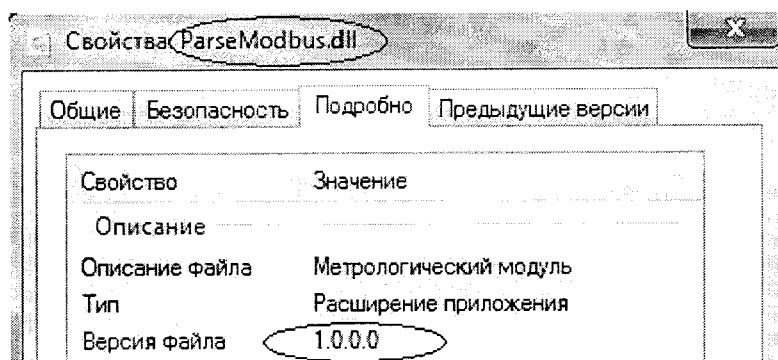 Свойства ParseModbus.dll
Общие Безопасность Подробно Предыдущие версии
Свойство Значение
Описание
Описание файла Метрологический модуль
Тип Расширение приложения
Версия файла 1.0.0.0